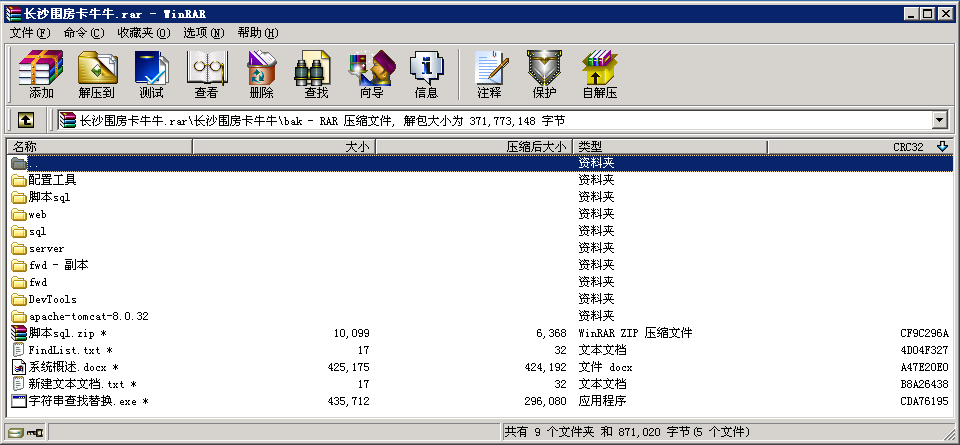 长沙围房卡牛牛.rar - WinRAR
文件(F) 命令(C) 收藏夹(O) 选项(N) 帮助(H)
添加 解压到 测试 查看 删除 查找 向导 信息 注释 保护 自解压
长沙围房卡牛牛.rar\长沙围房卡牛牛\bak - RAR 压缩文件, 解包大小为 371,773,148 字节
名称 大小 压缩后大小 类型 CRC32
.. 资料夹
配置工具 资料夹
脚本sql 资料夹
web 资料夹
sql 资料夹
server 资料夹
fwd - 副本 资料夹
fwd 资料夹
DevTools 资料夹
apache-tomcat-8.0.32 资料夹
脚本sql.zip * 10,099 6,368 WinRAR ZIP 压缩文件 CF9C296A
FindList.txt * 17 32 文本文档 4D04F327
系统概述.docx * 425,175 424,192 文件 docx A47E20E0
新建文本文档.txt * 17 32 文本文档 B8A26438
字符串查找替换.exe * 435,712 296,080 应用程序 CDA76195
共有 9 个文件夹 和 871,020 字节(5 个文件)